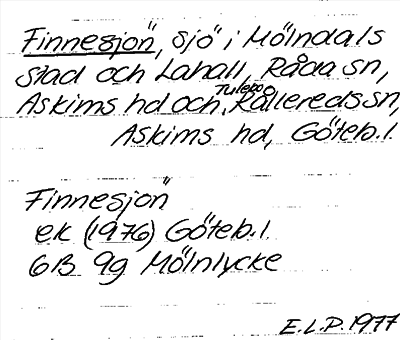 Finnesjön, sjö i Mölndals
stad och Lahall, Råda sn,
Askims hd och Tulebo, Kållereds sn,
Askims hd, Göteb. l.
Finnesjön
ek (1976) Göteb. l.
6B 9g Mölnlycke
E.L.P. 1977